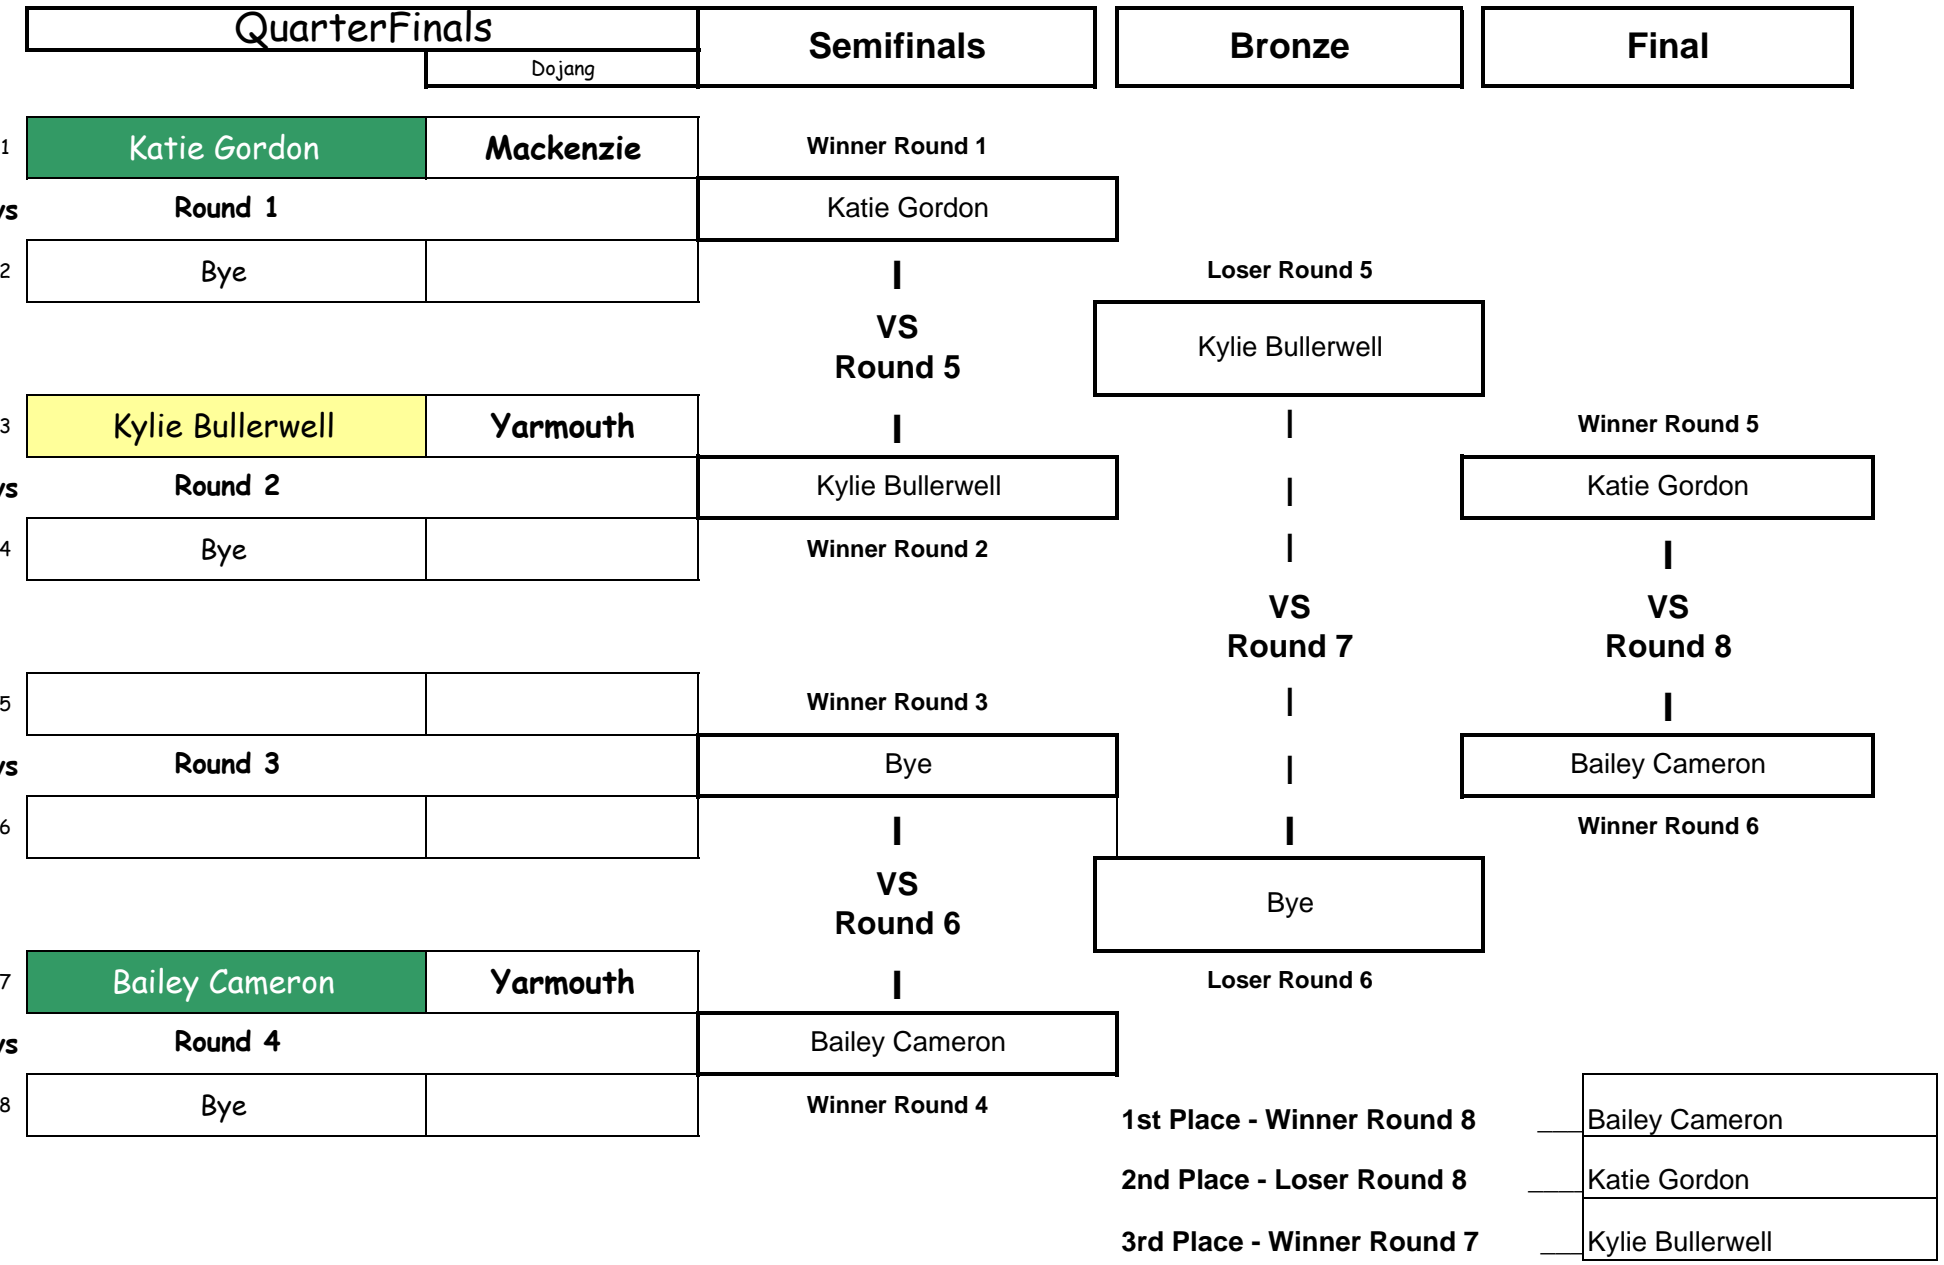 QuarterFinals
Semifinals
Bronze
Final
Dojang
1 Katie Gordon Mackenzie Winner Round 1
vs Round 1 Katie Gordon
2 Bye I Loser Round 5
VS
Round 5
Kylie Bullerwell
3 Kylie Bullerwell Yarmouth I | Winner Round 5
vs Round 2 Kylie Bullerwell | Katie Gordon
4 Bye Winner Round 2 | I
VS VS
Round 7 Round 8
5 Winner Round 3 | I
vs Round 3 Bye | Bailey Cameron
6 I I Winner Round 6
VS
Round 6
Bye
7 Bailey Cameron Yarmouth I Loser Round 6
vs Round 4 Bailey Cameron
8 Bye Winner Round 4
1st Place - Winner Round 8 ___ Bailey Cameron
2nd Place - Loser Round 8 ____ Katie Gordon
3rd Place - Winner Round 7 ___ Kylie Bullerwell